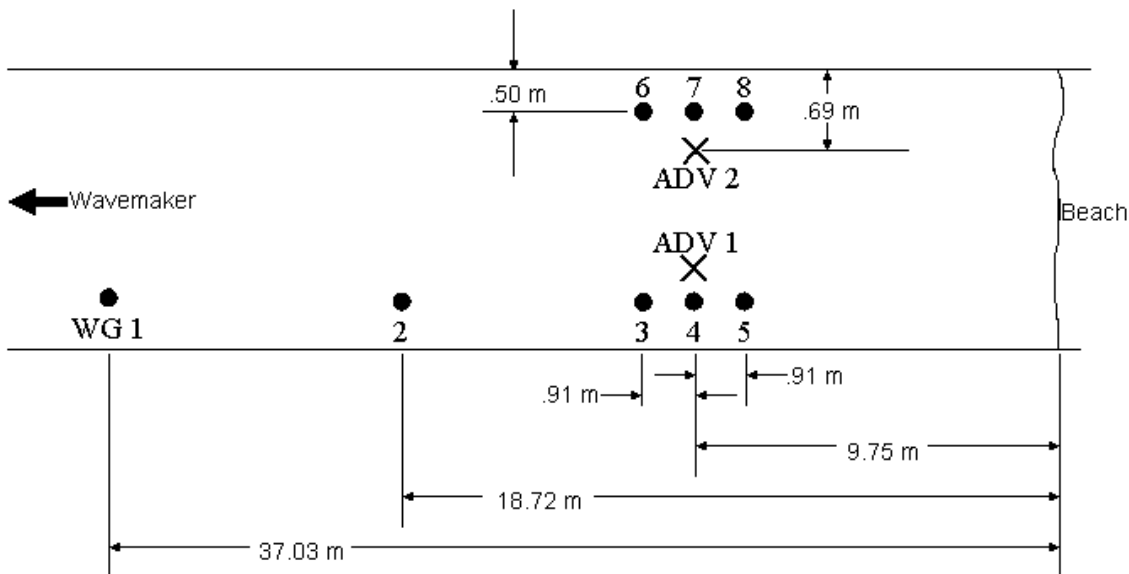 6 7 8
.50 m
.69 m
ADV 2
Wavemaker
Beach
ADV 1
WG 1
2
3 4 5
.91 m
.91 m
9.75 m
18.72 m
37.03 m